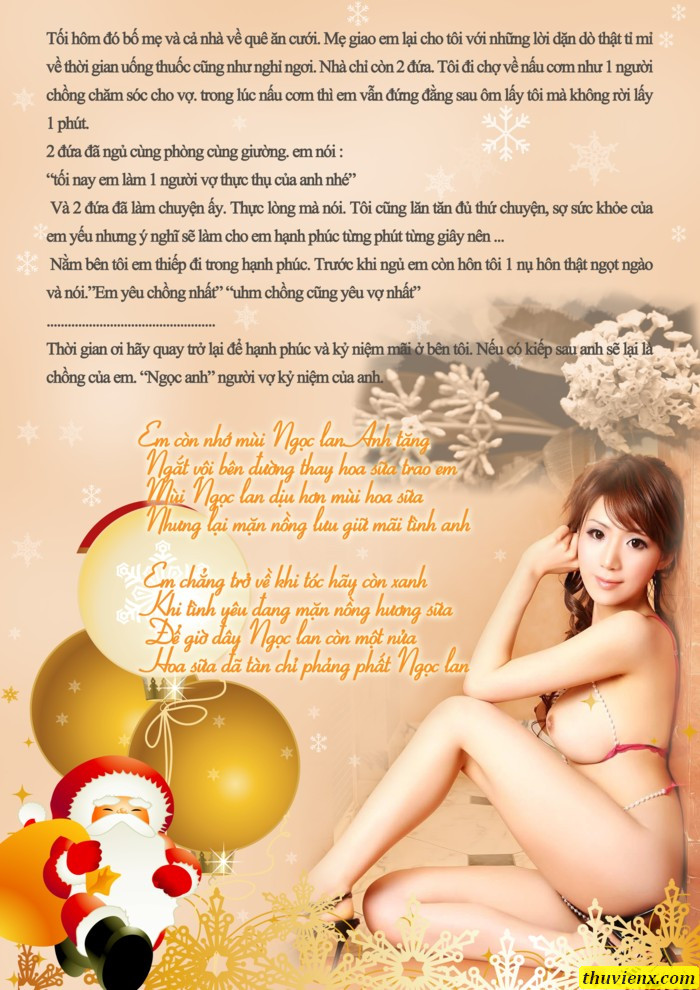 Tối hôm đó bố mẹ và cả nhà về quê ăn cưới. Mẹ giao em lại cho tôi với những lời dặn dò thật tỉ mỉ
về thời gian uống thuốc cũng như nghỉ ngơi. Nhà chỉ còn 2 đứa. Tôi đi chợ về nấu cơm như 1 người
chồng chăm sóc cho vợ. trong lúc nấu cơm thì em vẫn đứng đằng sau ôm lấy tôi mà không rời lấy
1 phút.
2 đứa đã ngủ cùng phòng cùng giường. em nói :
“tối nay em làm 1 người vợ thực thụ của anh nhé”
Và 2 đứa đã làm chuyện ấy. Thực lòng mà nói. Tôi cũng lăn tăn đủ thứ chuyện, sợ sức khỏe của
em yếu nhưng ý nghĩ sẽ làm cho em hạnh phúc từng phút từng giây nên ...
Nằm bên tôi em thiếp đi trong hạnh phúc. Trước khi ngủ em còn hôn tôi 1 nụ hôn thật ngọt ngào
và nói.”Em yêu chồng nhất” “uhm chồng cũng yêu vợ nhất”
................................................
Thời gian ơi hãy quay trở lại để hạnh phúc và kỷ niệm mãi ở bên tôi. Nếu có kiếp sau anh sẽ lại là
chồng của em. “Ngọc anh” người vợ kỷ niệm của anh.
Em còn nhớ mùi Ngọc lan Anh tặng
Ngắt vội bên đường thay hoa sữa trao em
Mùi Ngọc lan dịu hơn mùi hoa sữa
Nhưng lại mặn nồng lưu giữ mãi tình anh
Em chẳng trở về khi tóc hãy còn xanh
Khi tình yêu đang mặn nồng hương sữa
Để giờ đây Ngọc lan còn một nửa
Hoa sữa đã tàn chỉ phảng phất Ngọc lan
thuvienx.com